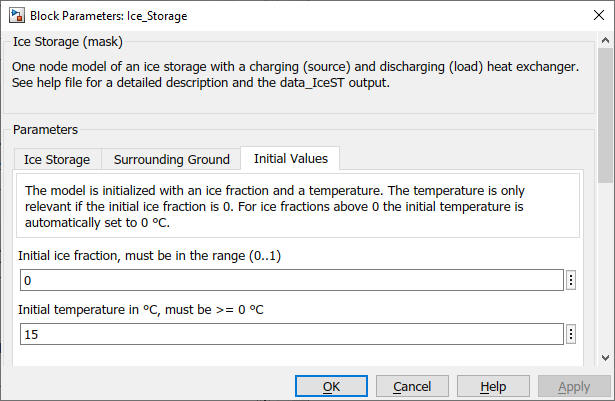 Block Parameters: Ice_Storage
Ice Storage (mask)
One node model of an ice storage with a charging (source) and discharging (load) heat exchanger.
See help file for a detailed description and the data_IceST output.
Parameters
Ice Storage Surrounding Ground Initial Values
The model is initialized with an ice fraction and a temperature. The temperature is only
relevant if the initial ice fraction is 0. For ice fractions above 0 the initial temperature is
automatically set to 0 ºC.
Initial ice fraction, must be in the range (0..1)
0
Initial temperature in ºC, must be >= 0 ºC
15
OK Cancel Help Apply